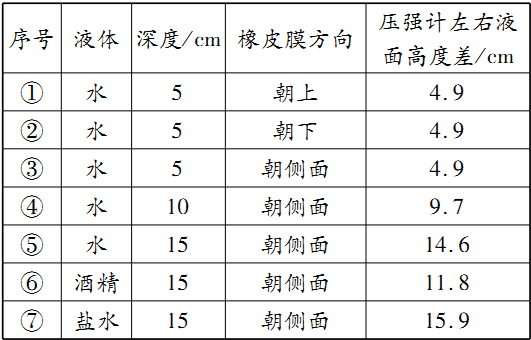 序号 液体 深度/cm 橡皮膜方向 压强计左右液面高度差/cm
① 水 5 朝上 4.9
② 水 5 朝下 4.9
③ 水 5 朝侧面 4.9
④ 水 10 朝侧面 9.7
⑤ 水 15 朝侧面 14.6
⑥ 酒精 15 朝侧面 11.8
⑦ 盐水 15 朝侧面 15.9